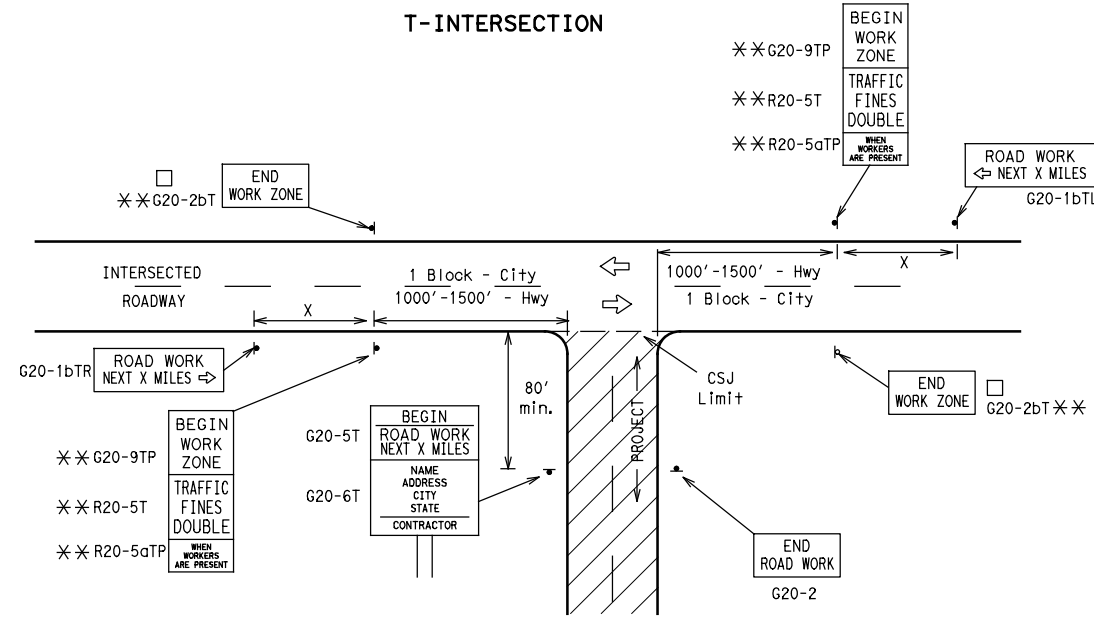 T-INTERSECTION
BEGIN
WORK
ZONE
TRAFFIC
FINES
DOUBLE
WHEN
WORKERS
ARE PRESENT
**G20-9TP
**R20-5T
**R20-5aTP
ROAD WORK
⇦ NEXT X MILES
G20-1bTL
□
**G20-2bT
END
WORK ZONE
INTERSECTED
ROADWAY
1 Block - City
1000'-1500' - Hwy
X
1000'-1500' - Hwy
1 Block - City
X
G20-1bTR
ROAD WORK
NEXT X MILES ⇨
80'
min.
CSJ
Limit
PROJECT
END
WORK ZONE
□
G20-2bT**
**G20-9TP
**R20-5T
**R20-5aTP
BEGIN
WORK
ZONE
TRAFFIC
FINES
DOUBLE
WHEN
WORKERS
ARE PRESENT
G20-5T
G20-6T
BEGIN
ROAD WORK
NEXT X MILES
NAME
ADDRESS
CITY
STATE
CONTRACTOR
END
ROAD WORK
G20-2